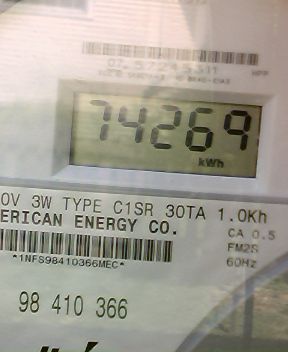 74269
kWh
0V 3W TYPE C1SR 30TA 1.0Kh
ERICAN ENERGY CO.
CA 0.5
FM2S
60Hz
*1NFS98410366MEC*
98 410 366